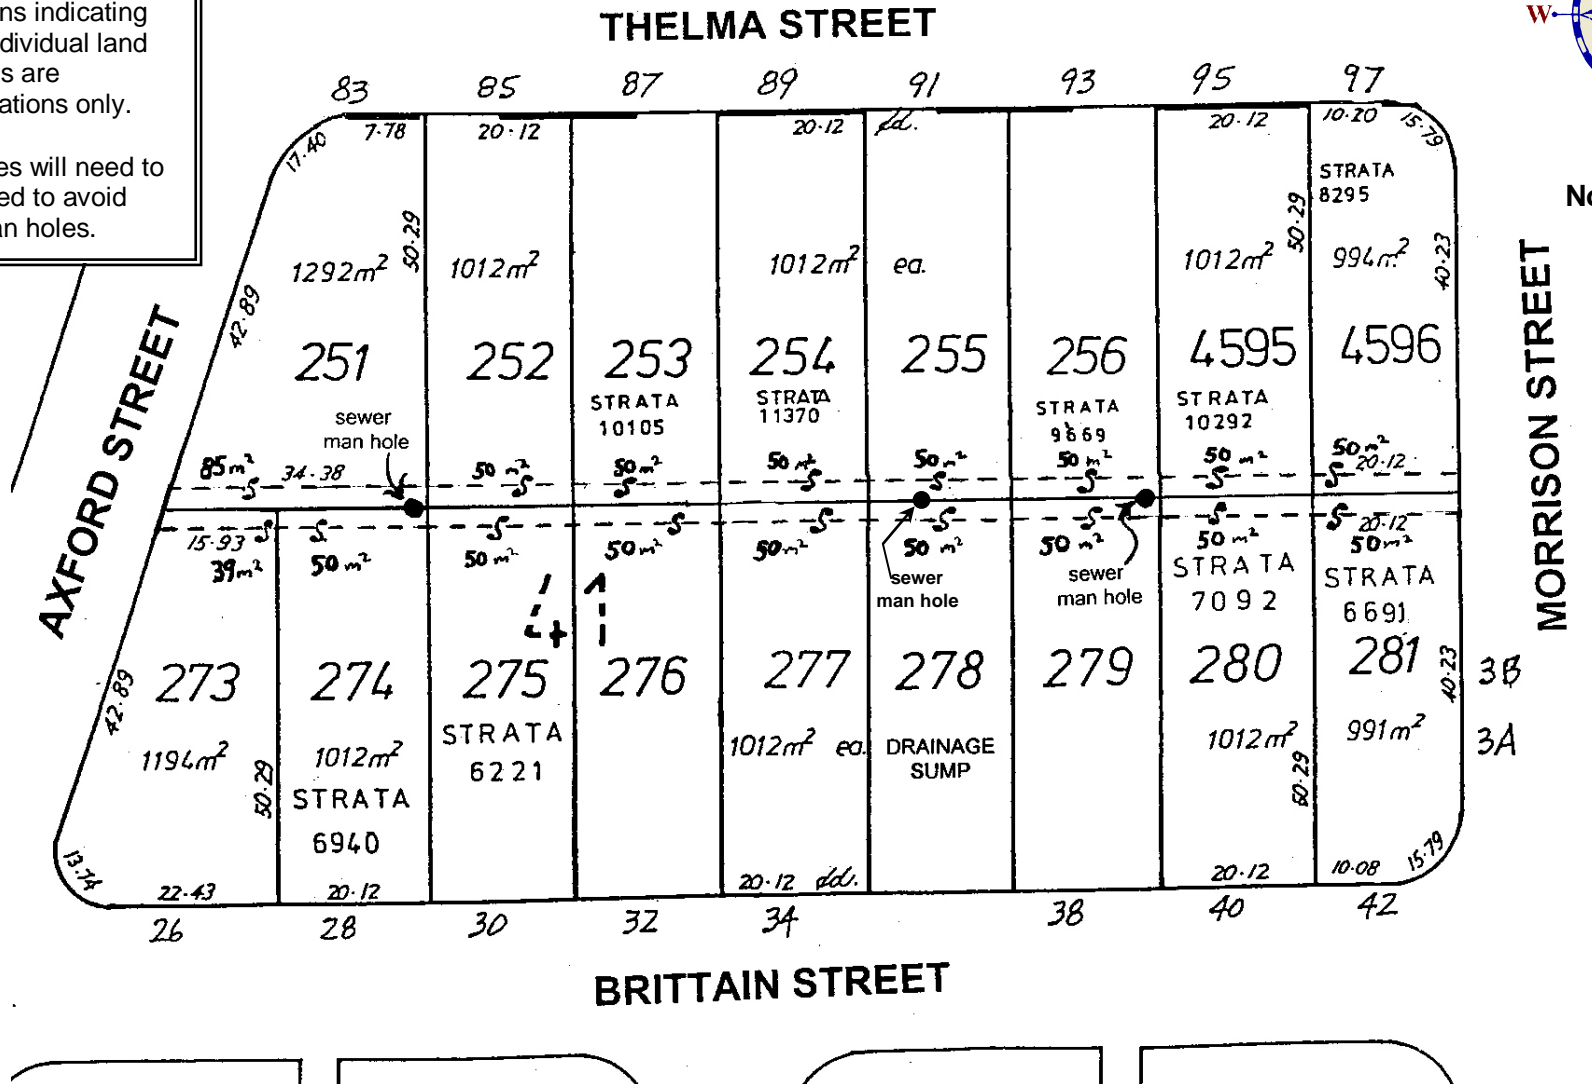 ns indicating
dividual land
s are
ations only.
es will need to
ed to avoid
an holes.
THELMA STREET
W
No
83 85 87 89 91 93 95 97
17.40 7.78 20.12 20.12 dd. 20.12 10.20 15.79
STRATA
8295
50.29 50.29 40.23
1292m² 1012m² 1012m² ea. 1012m² 994m²
42.89
251 252 253 254 255 256 4595 4596
STRATA
10105
STRATA
11370
STRATA
9669
STRATA
10292
AXFORD STREET
MORRISON STREET
sewer
man hole
85m² 34.38 50m² 50m² 50m² 50m² 50m² 50m² 50m² 20.12
S S S S S S S S
S S S S S S S S S
15.93 20.12
39m² 50m² 50m² 50m² 50m² 50m² 50m² 50m² 50m²
sewer
man hole
sewer
man hole
STRATA
7092
STRATA
6691
41
273 274 275 276 277 278 279 280 281 3B
42.89 40.23
STRATA
6221
1194m² 1012m² 1012m² ea. 1012m² 991m² 3A
DRAINAGE
SUMP
50.29 50.29
STRATA
6940
13.74 22.43 20.12 20.12 dd. 20.12 10.08 15.79
26 28 30 32 34 38 40 42
BRITTAIN STREET